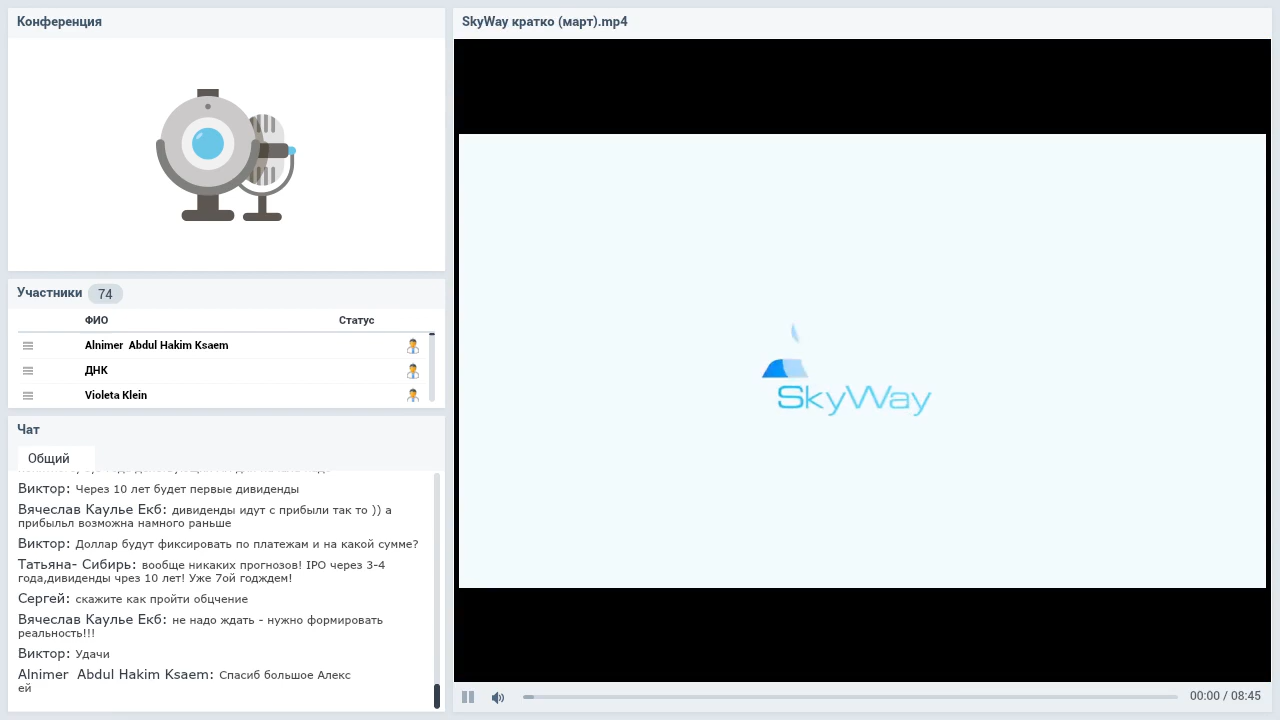 Конференция
SkyWay кратко (март).mp4
SkyWay
Участники 74
ФИО Статус
Alnimer Abdul Hakim Ksaem
ДНК
Violeta Klein
Чат
Общий
Виктор: Через 10 лет будет первые дивиденды
Вячеслав Каулье Екб: дивиденды идут с прибыли так то )) а
прибыльл возможна намного раньше
Виктор: Доллар будут фиксировать по платежам и на какой сумме?
Татьяна- Сибирь: вообще никаких прогнозов! IPO через 3-4
года,дивиденды чрез 10 лет! Уже 7ой годждем!
Сергей: скажите как пройти обцчение
Вячеслав Каулье Екб: не надо ждать - нужно формировать
реальность!!!
Виктор: Удачи
Alnimer Abdul Hakim Ksaem: Спасиб большое Алекс
ей
00:00 / 08:45